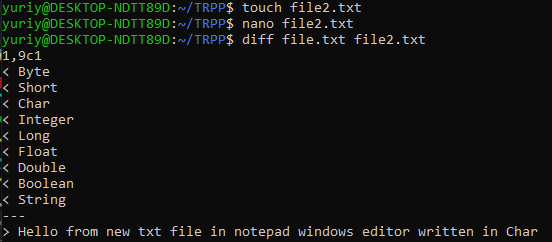 yuriy@DESKTOP-NDTT89D:~/TRPP$ touch file2.txt
yuriy@DESKTOP-NDTT89D:~/TRPP$ nano file2.txt
yuriy@DESKTOP-NDTT89D:~/TRPP$ diff file.txt file2.txt
1,9c1
< Byte
< Short
< Char
< Integer
< Long
< Float
< Double
< Boolean
< String
---
> Hello from new txt file in notepad windows editor written in Char